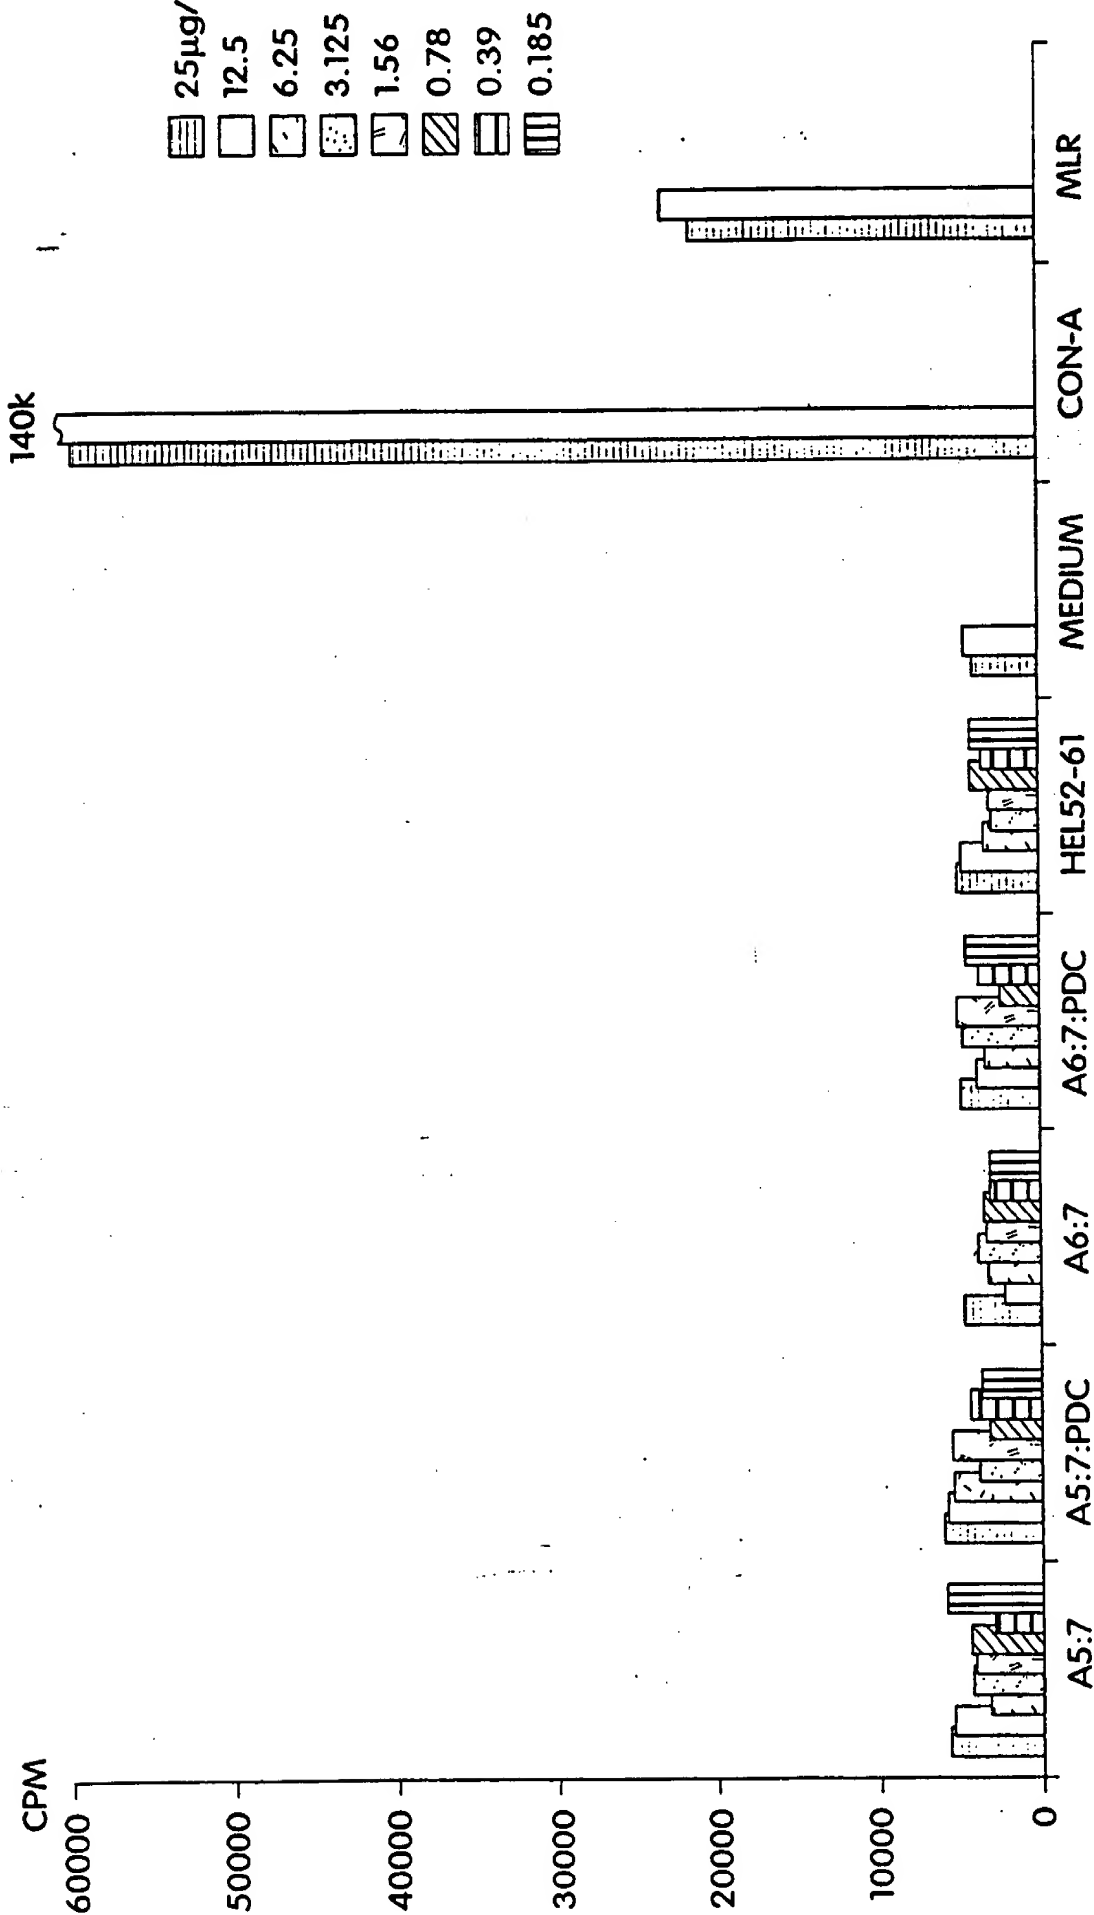 CPM
60000
50000
40000
30000
20000
10000
0
A5:7
A5:7:PDC
A6:7
A6:7:PDC
HEL52-61
MEDIUM
CON-A
MLR
140k
25µg/
12.5
6.25
3.125
1.56
0.78
0.39
0.185